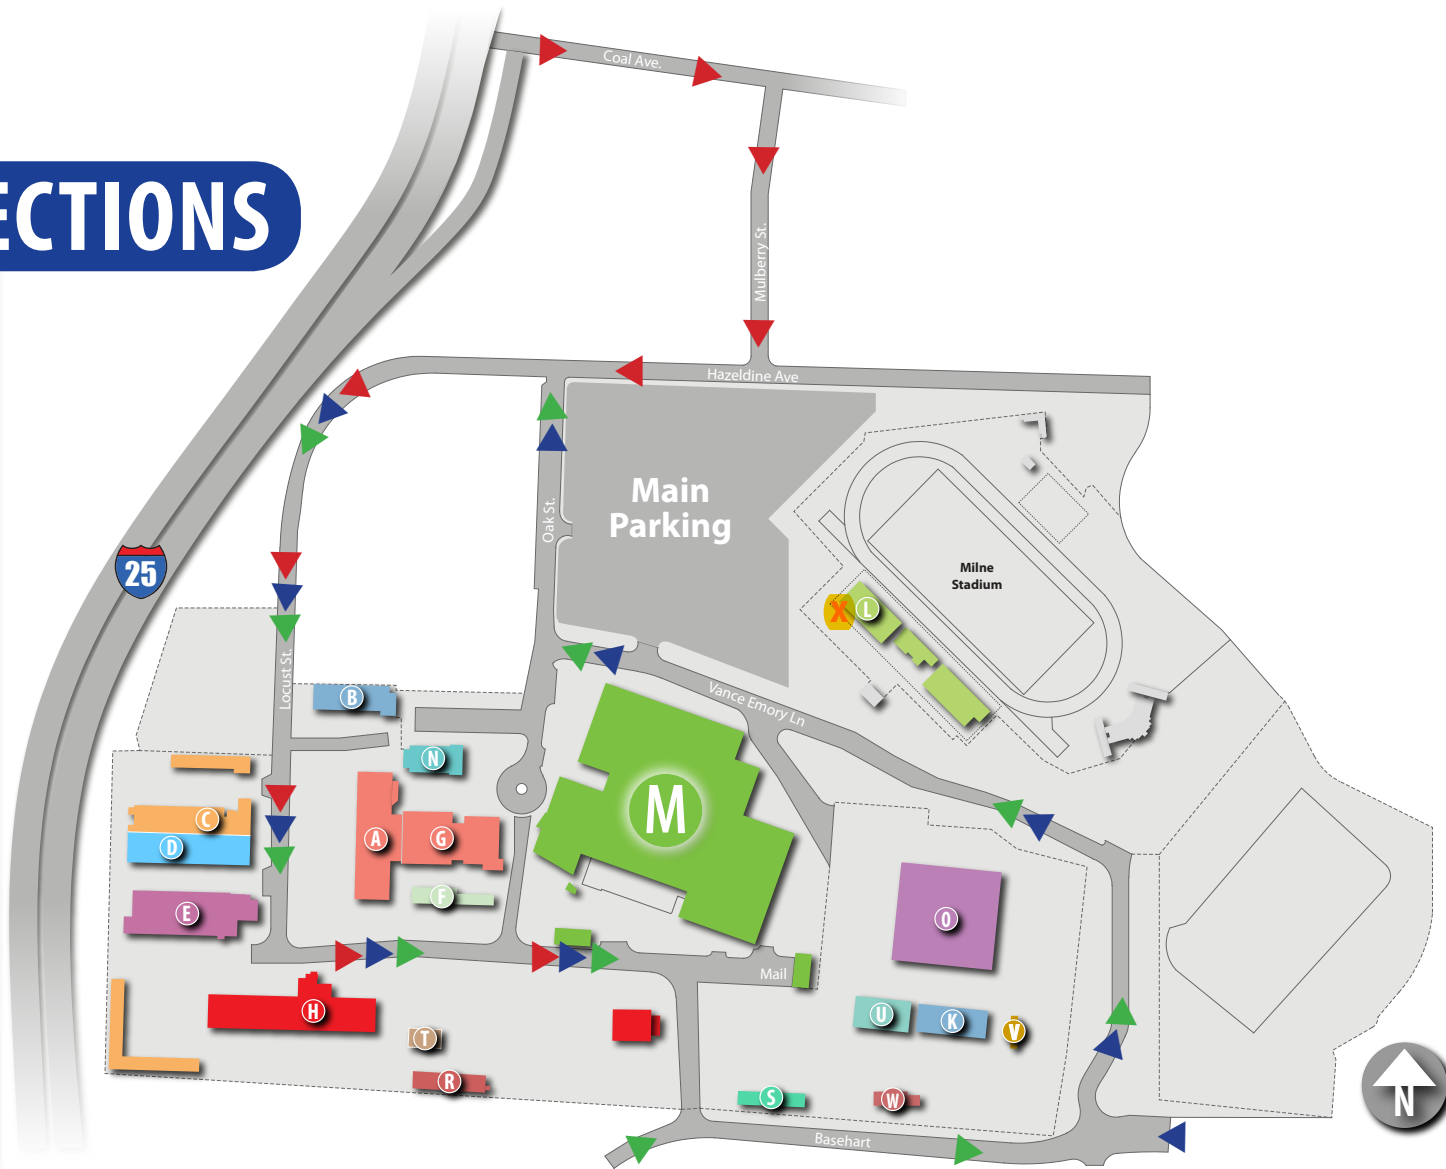 Coal Ave.
ECTIONS
Mulberry St.
Hazeldine Ave
Main
Parking
Oak St.
25
Milne
Stadium
X
L
Locust St.
B
Vance Emory Ln
N
M
C
D
A
G
F
E
O
Mail
H
U
K
V
T
R
S
W
N
Basehart